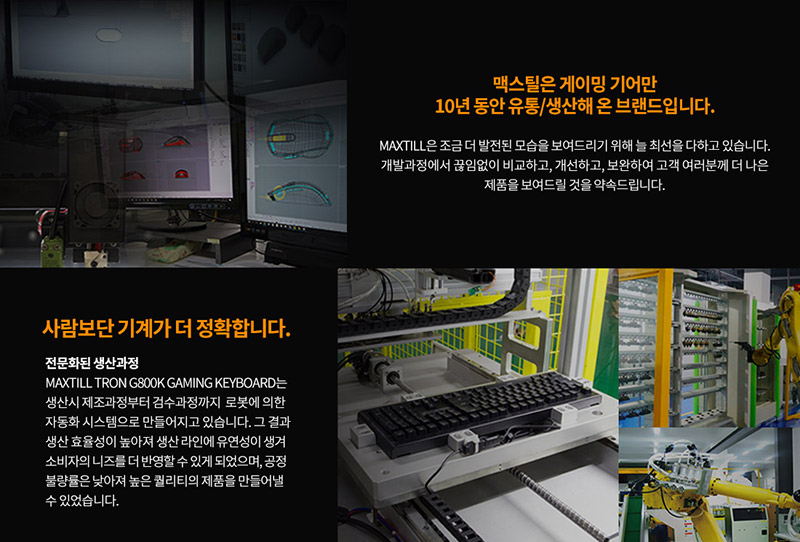 맥스틸은 게이밍 기어만
10년 동안 유통/생산해 온 브랜드입니다.
MAXTILL은 조금 더 발전된 모습을 보여드리기 위해 늘 최선을 다하고 있습니다.
개발과정에서 끊임없이 비교하고, 개선하고, 보완하여 고객 여러분께 더 나은
제품을 보여드릴 것을 약속드립니다.
사람보단 기계가 더 정확합니다.
전문화된 생산과정
MAXTILL TRON G800K GAMING KEYBOARD는
생산시 제조과정부터 검수과정까지 로봇에 의한
자동화 시스템으로 만들어지고 있습니다. 그 결과
생산 효율성이 높아져 생산 라인에 유연성이 생겨
소비자의 니즈를 더 반영할 수 있게 되었으며, 공정
불량률은 낮아져 높은 퀄리티의 제품을 만들어낼
수 있었습니다.